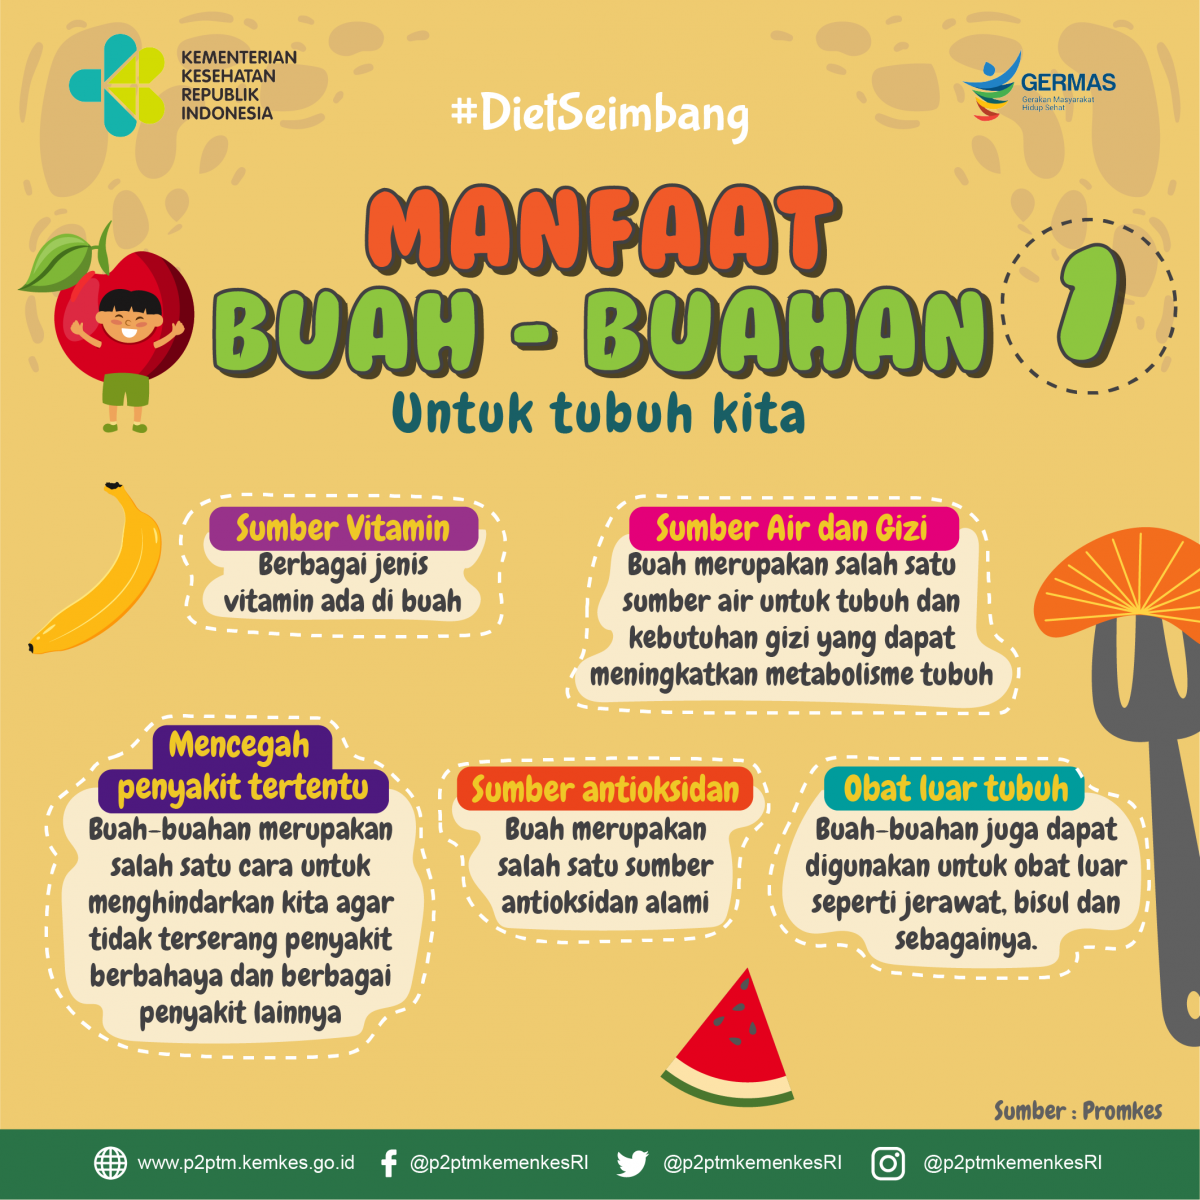 KEMENTERIAN
KESEHATAN
REPUBLIK
INDONESIA
#DietSeimbang
GERMAS
Gerakan Masyarakat
Hidup Sehat
MANFAAT
BUAH - BUAHAN
1
Untuk tubuh kita
Sumber Vitamin
Berbagai jenis
vitamin ada di buah
Sumber Air dan Gizi
Buah merupakan salah satu
sumber air untuk tubuh dan
kebutuhan gizi yang dapat
meningkatkan metabolisme tubuh
Mencegah
penyakit tertentu
Buah-buahan merupakan
salah satu cara untuk
menghindarkan kita agar
tidak terserang penyakit
berbahaya dan berbagai
penyakit lainnya
Sumber antioksidan
Buah merupakan
salah satu sumber
antioksidan alami
Obat luar tubuh
Buah-buahan juga dapat
digunakan untuk obat luar
seperti jerawat, bisul dan
sebagainya.
Sumber : Promkes
www.p2ptm.kemkes.go.id
@p2ptmkemenkesRI
@p2ptmkemenkesRI
@p2ptmkemenkesRI